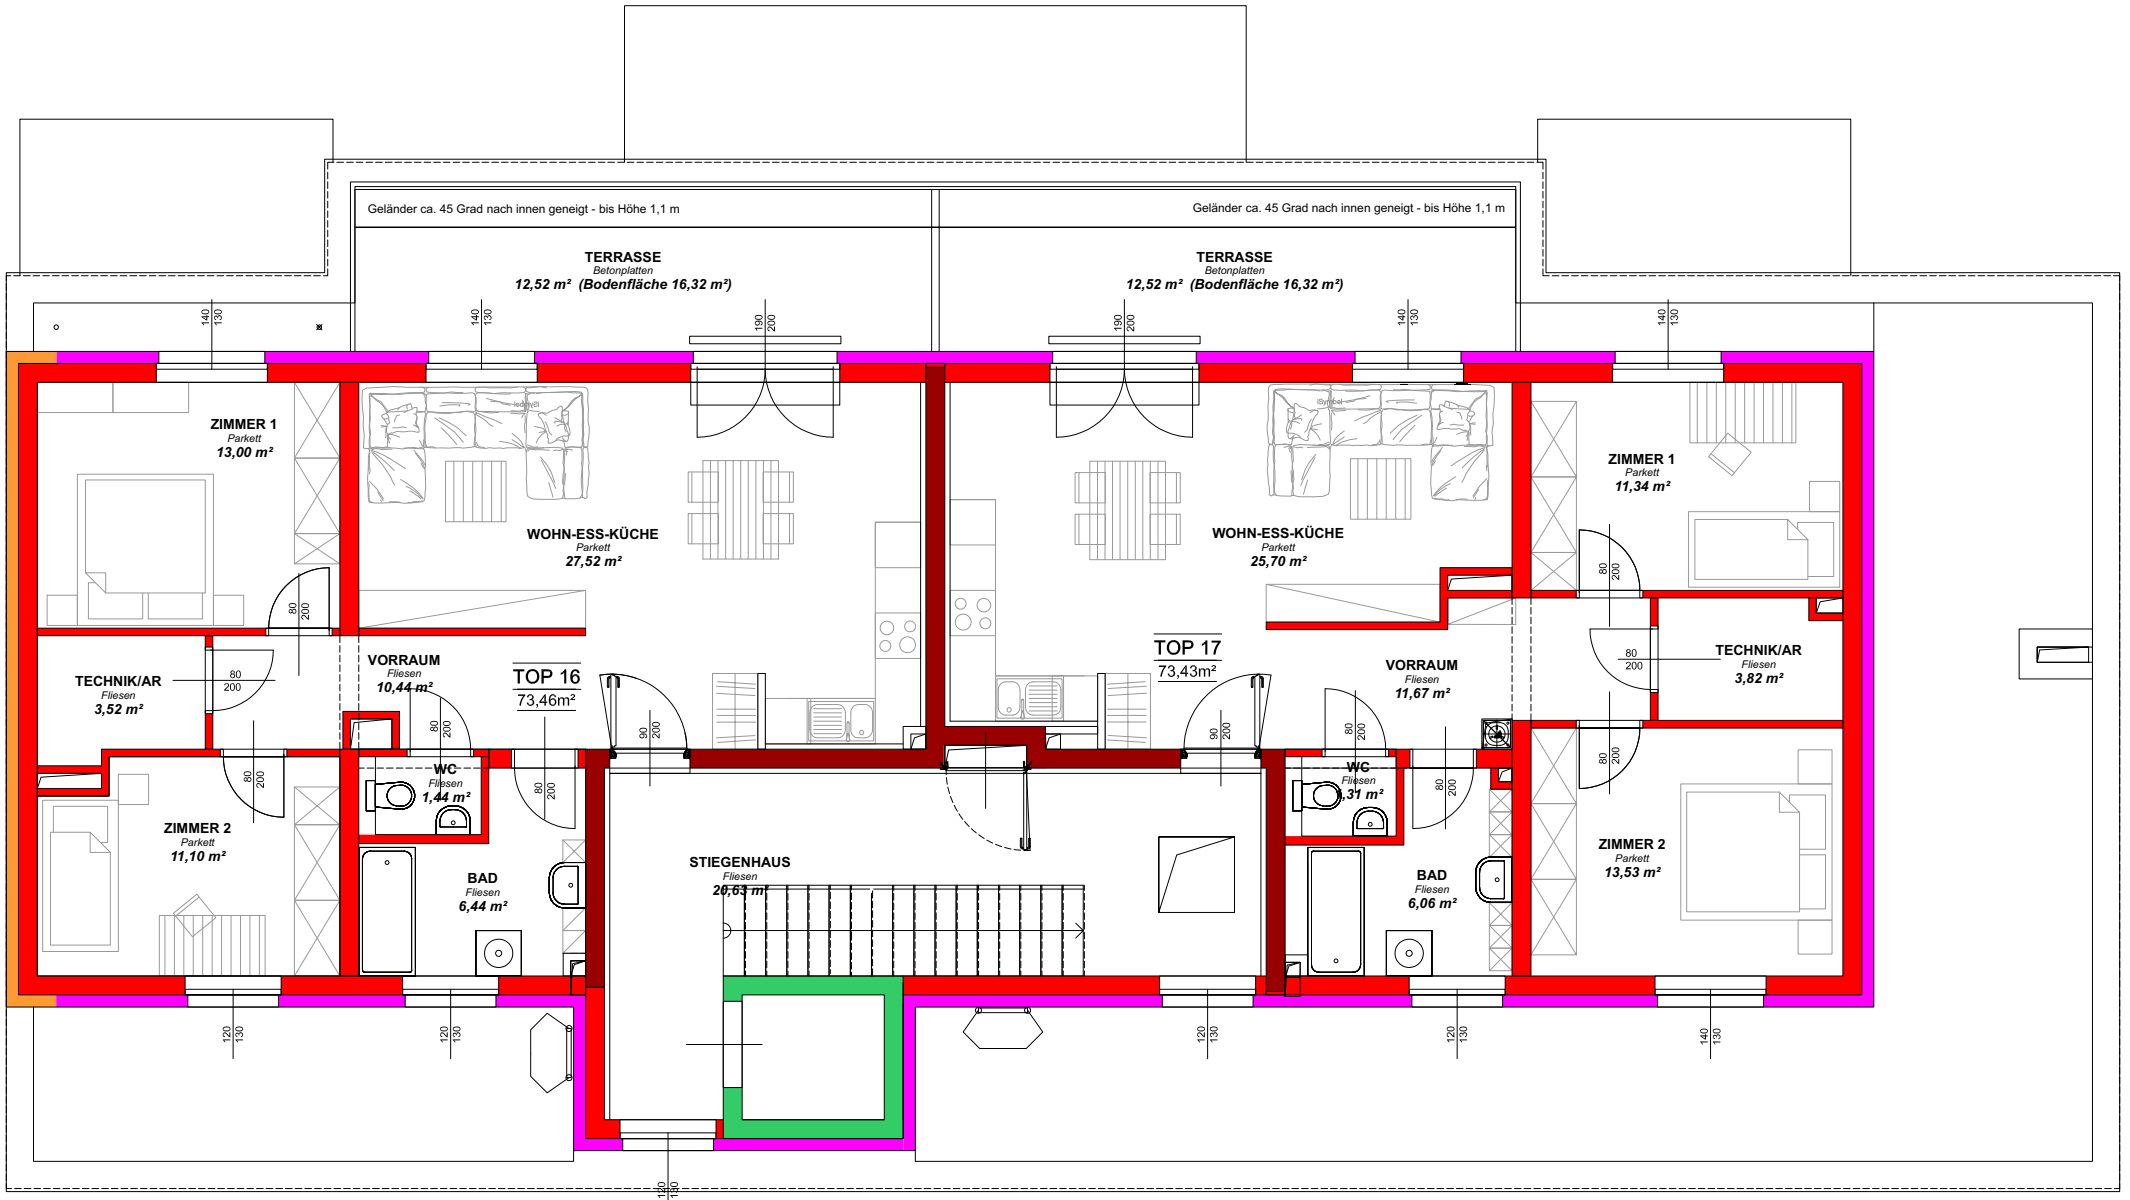 Geländer ca. 45 Grad nach innen geneigt - bis Höhe 1,1 m
Geländer ca. 45 Grad nach innen geneigt - bis Höhe 1,1 m
TERRASSE
Betonplatten
12,52 m² (Bodenfläche 16,32 m²)
TERRASSE
Betonplatten
12,52 m² (Bodenfläche 16,32 m²)
140
130
140
130
190
200
190
200
140
130
140
130
ZIMMER 1
Parkett
13,00 m²
WOHN-ESS-KÜCHE
Parkett
27,52 m²
WOHN-ESS-KÜCHE
Parkett
25,70 m²
ZIMMER 1
Parkett
11,34 m²
80
200
80
200
TECHNIK/AR
Fliesen
3,52 m²
80
200
VORRAUM
Fliesen
10,44 m²
TOP 16
73,46m²
TOP 17
73,43m²
VORRAUM
Fliesen
11,67 m²
80
200
TECHNIK/AR
Fliesen
3,82 m²
80
200
80
200
80
200
90
200
90
200
80
200
80
200
80
200
WC
Fliesen
1,44 m²
WC
Fliesen
,31 m²
ZIMMER 2
Parkett
11,10 m²
BAD
Fliesen
6,44 m²
STIEGENHAUS
Fliesen
20,63 m²
BAD
Fliesen
6,06 m²
ZIMMER 2
Parkett
13,53 m²
120
130
120
130
120
130
120
130
140
130
120
130